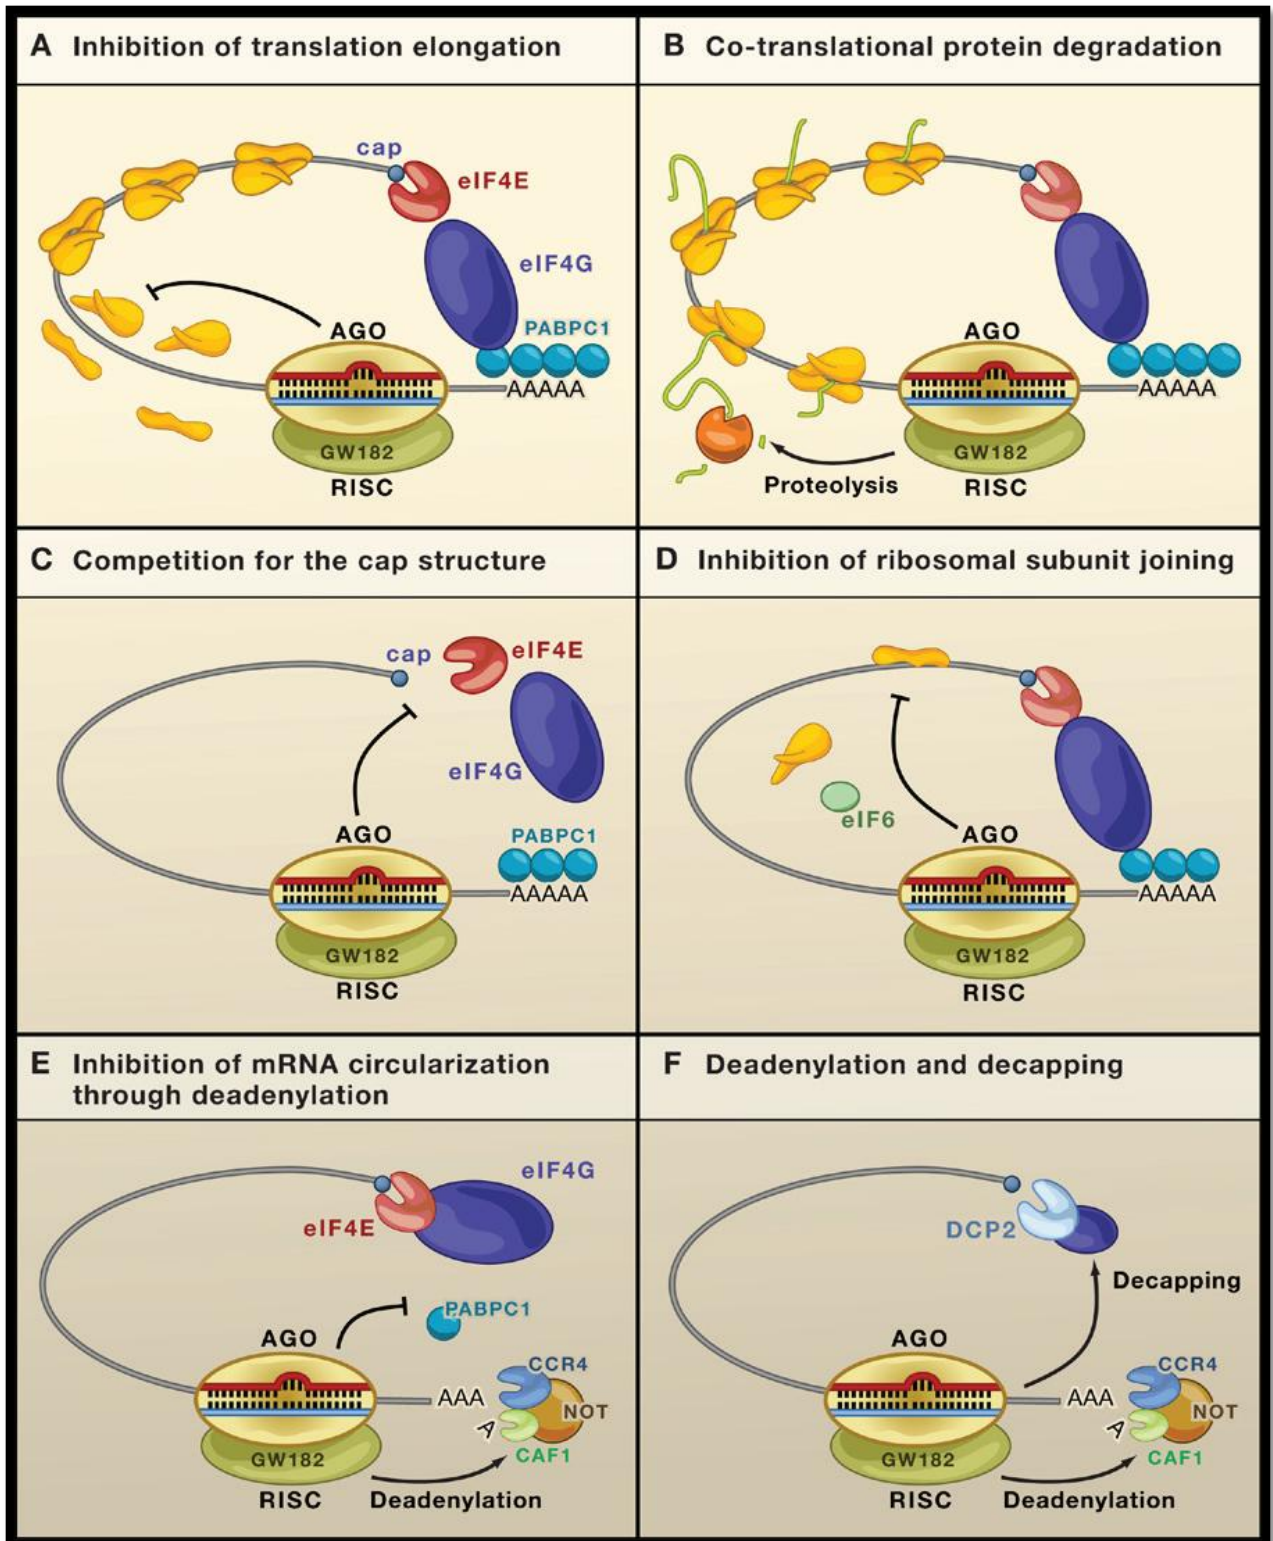 A Inhibition of translation elongation
cap
eIF4E
eIF4G
AGO
PABPC1
AAAAA
GW182
RISC
B Co-translational protein degradation
AGO
AAAAA
GW182
Proteolysis
RISC
C Competition for the cap structure
cap
eIF4E
eIF4G
AGO
PABPC1
AAAAA
GW182
RISC
D Inhibition of ribosomal subunit joining
eIF6
AGO
AAAAA
GW182
RISC
E Inhibition of mRNA circularization
through deadenylation
eIF4G
eIF4E
PABPC1
AGO
CCR4
AAA
NOT
A
CAF1
GW182
RISC
Deadenylation
F Deadenylation and decapping
DCP2
Decapping
AGO
CCR4
AAA
NOT
A
CAF1
GW182
RISC
Deadenylation